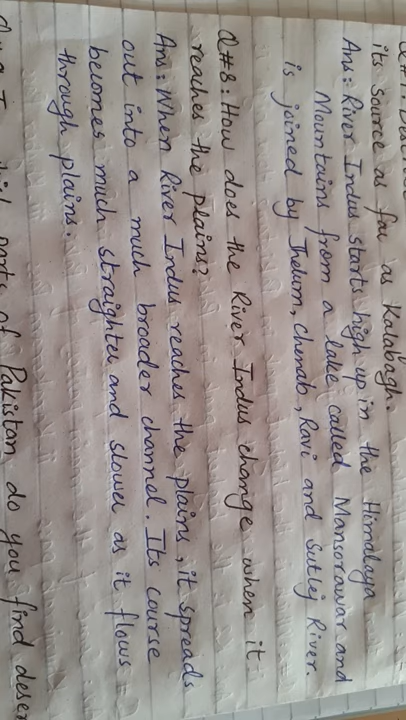 its source as far as Kalabagh.
Ans: River Indus starts high up in the Himalaya
Mountains from a lake called Mansorawar and
is joined by Jhelum, chenab, Ravi and Sutlej River.
Q#8: How does the River Indus change when it
reaches the plains?
Ans: When River Indus reaches the plains, it spreads
out into a much broader channel. Its course
becomes much straighter and slower as it flows
through plains.
parts of Pakistan do you find deser